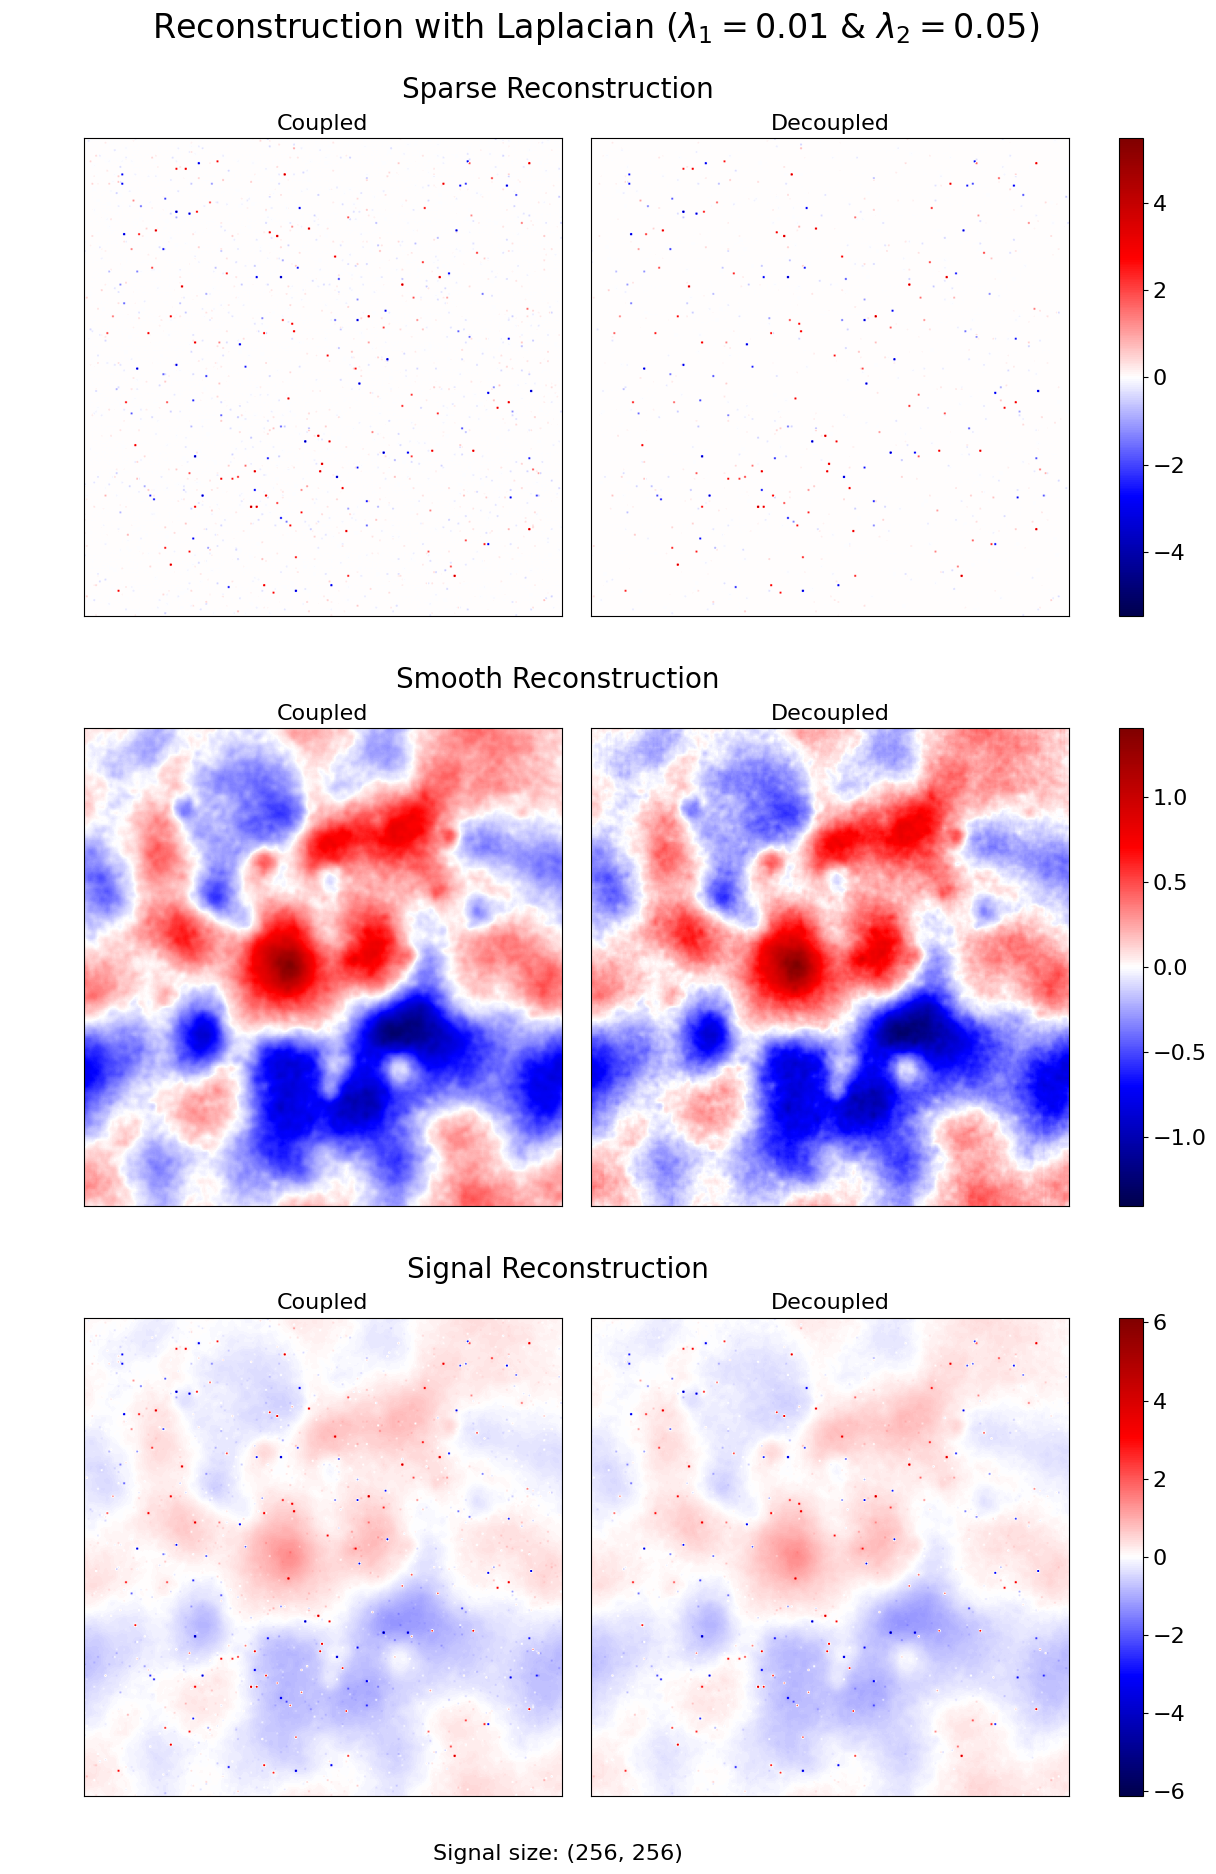 Reconstruction with Laplacian (λ₁ = 0.01 & λ₂ = 0.05)
Sparse Reconstruction
Coupled
Decoupled
4
2
0
−2
−4
Smooth Reconstruction
Coupled
Decoupled
1.0
0.5
0.0
−0.5
−1.0
Signal Reconstruction
Coupled
Decoupled
6
4
2
0
−2
−4
−6
Signal size: (256, 256)